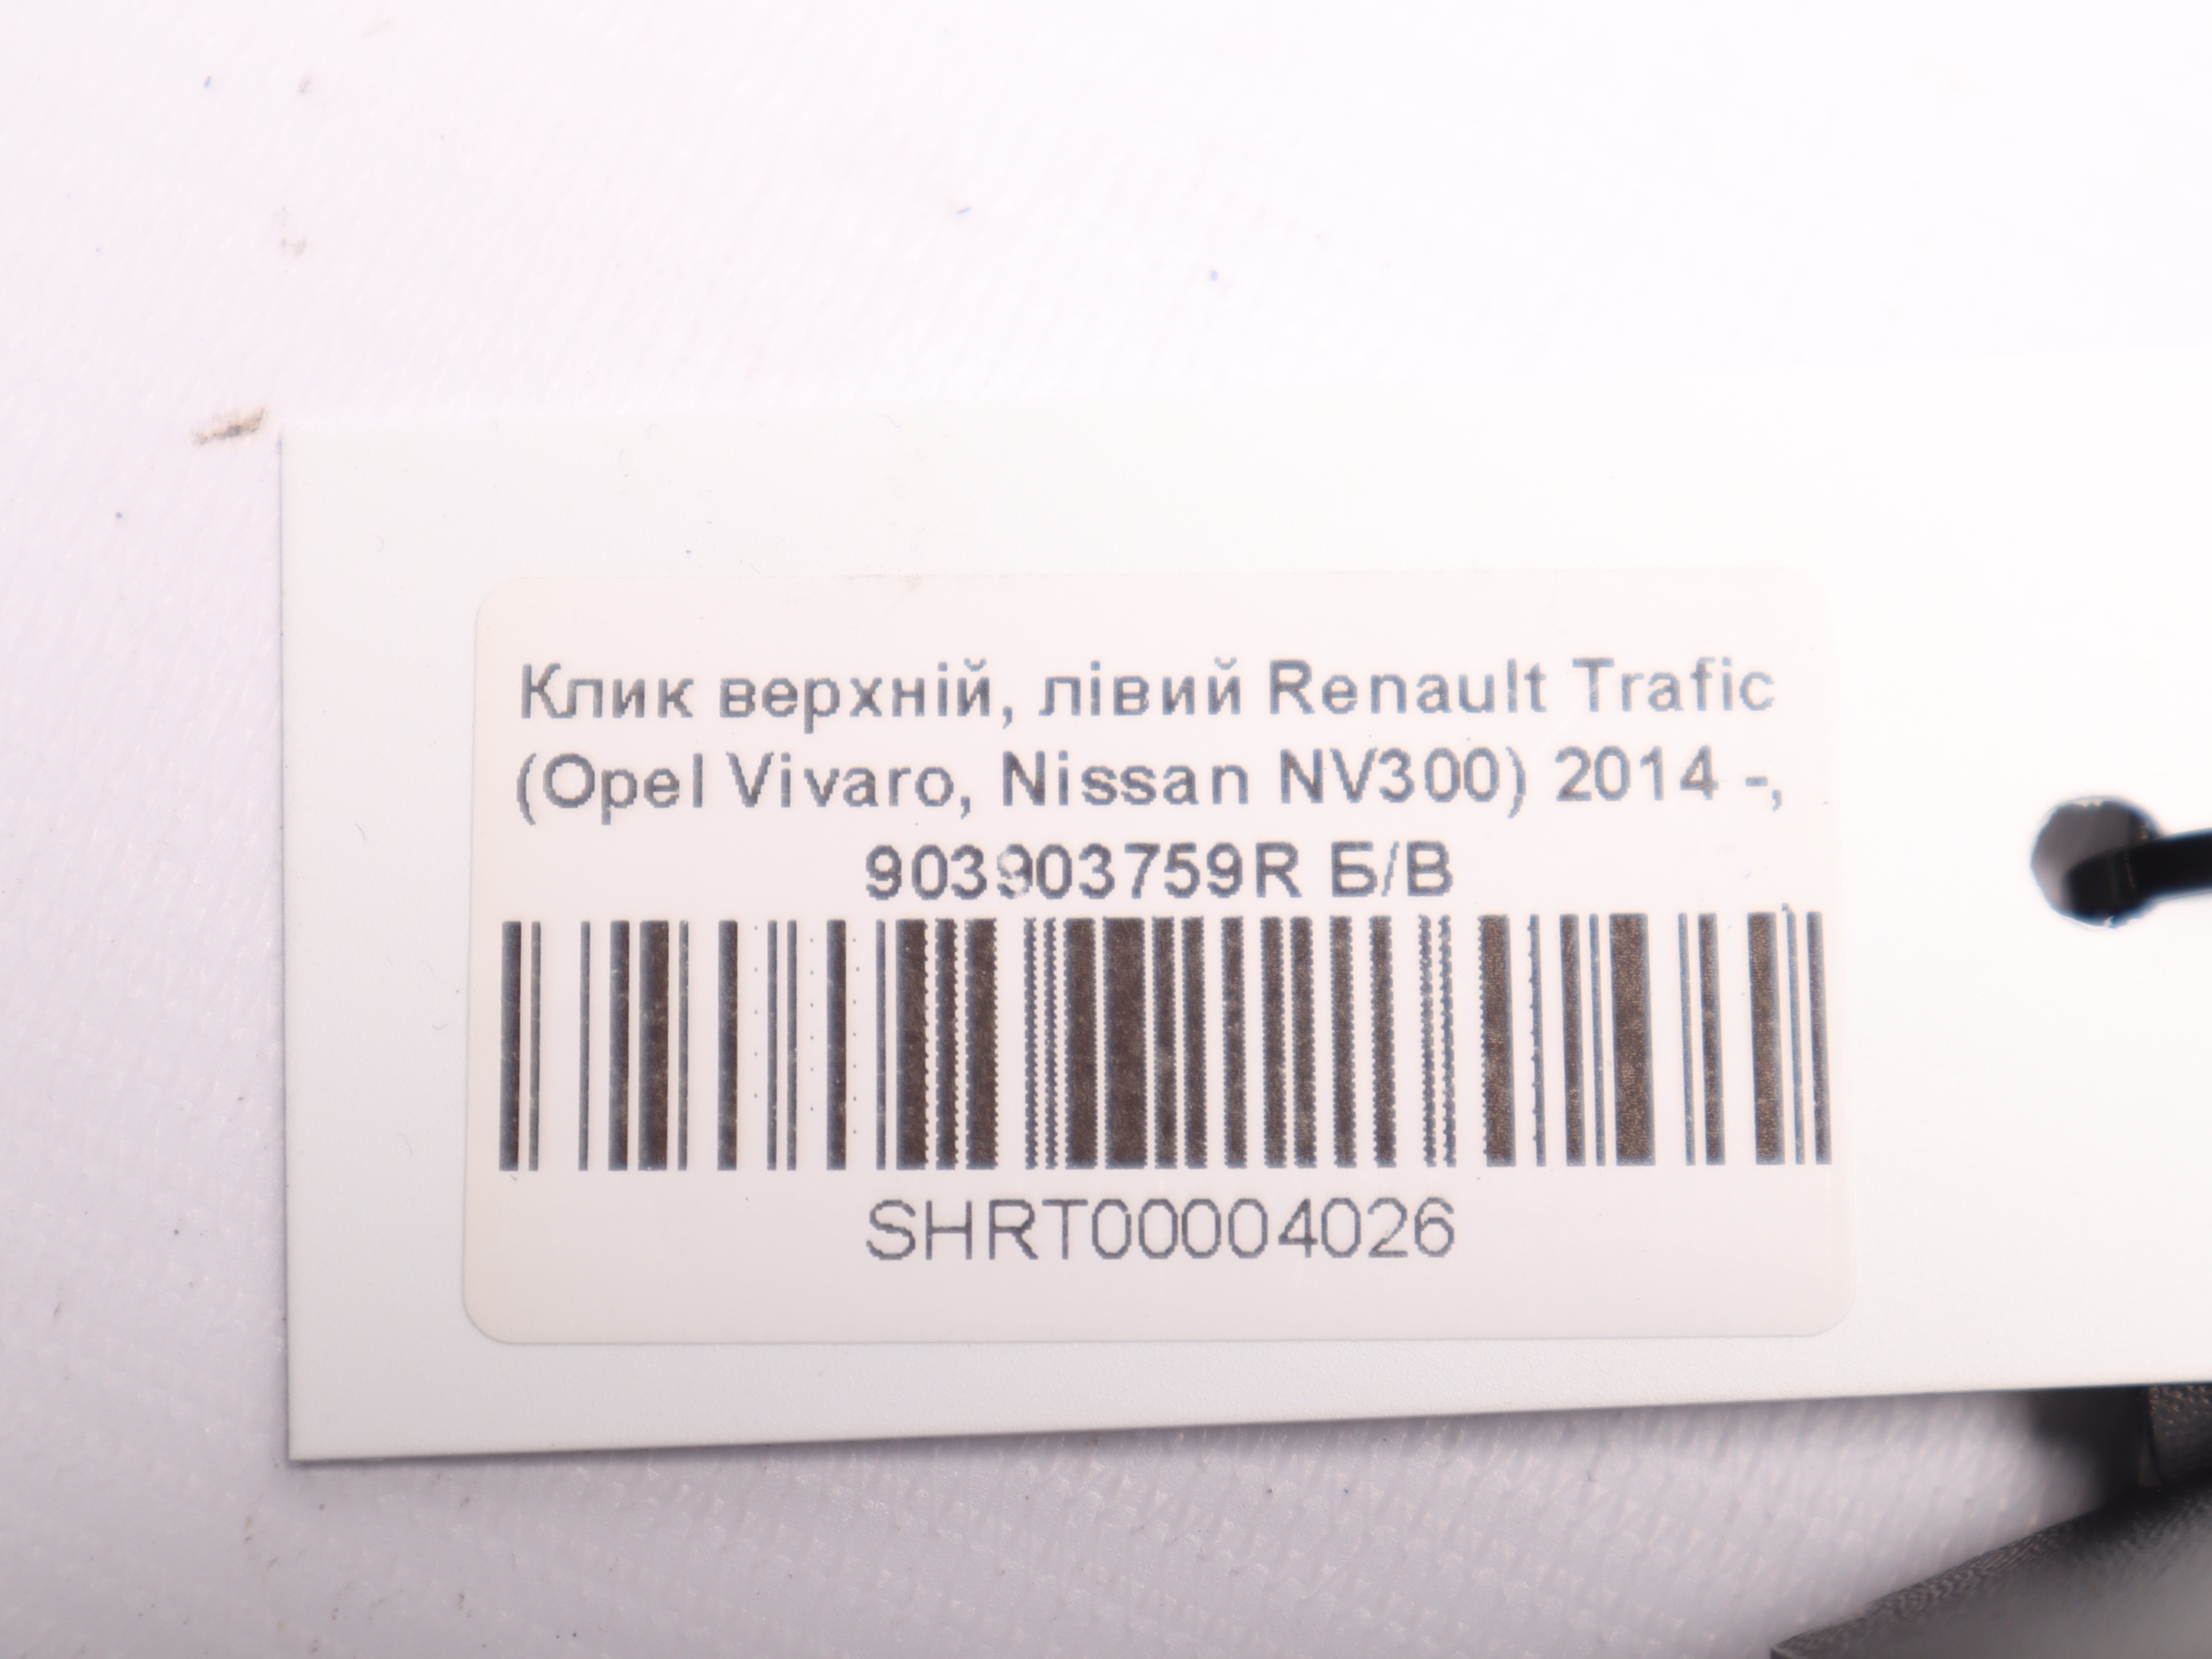 Клик верхній, лівий Renault Trafic
(Opel Vivaro, Nissan NV300) 2014 -,
903903759R Б/В
SHRT00004026